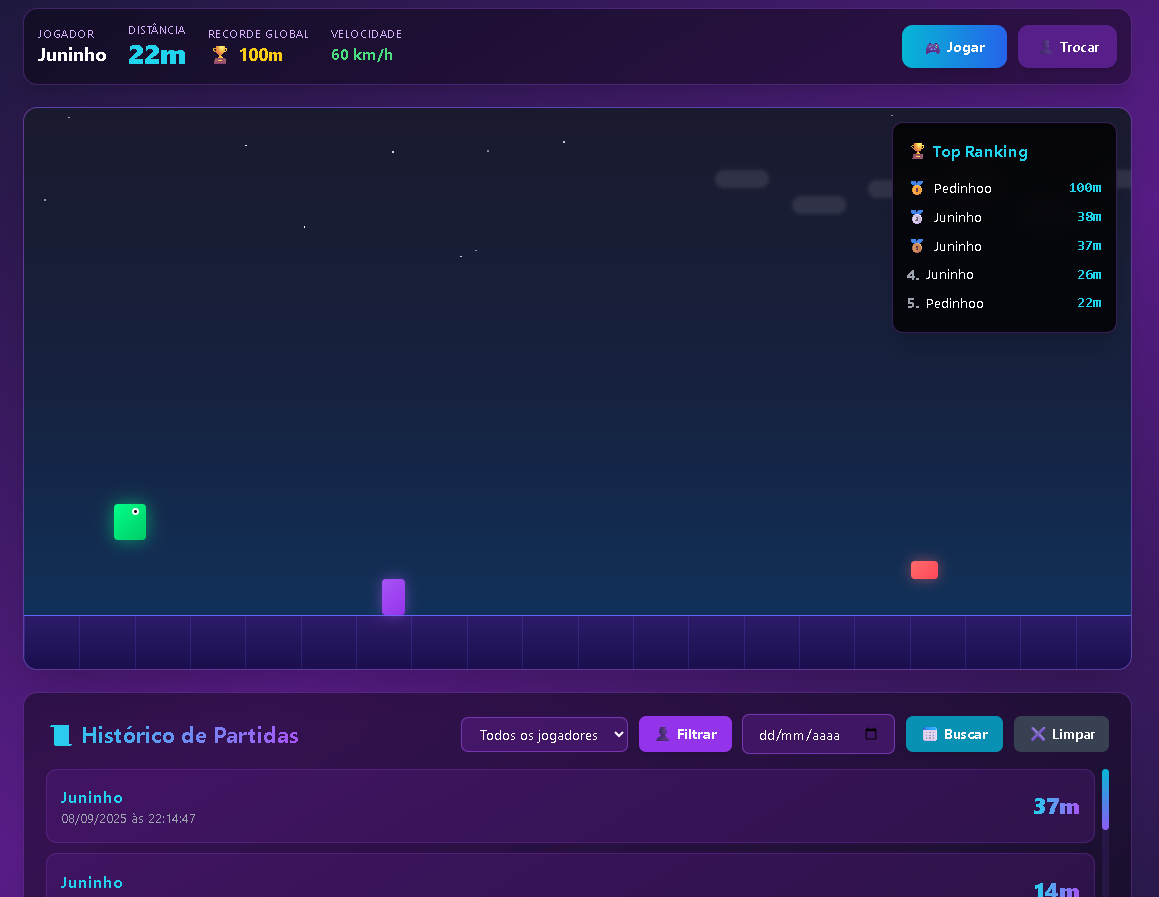 JOGADOR
Juninho
DISTÂNCIA
22m
RECORDE GLOBAL
🏆 100m
VELOCIDADE
60 km/h
🎮 Jogar
👤 Trocar
🏆 Top Ranking
🥇 Pedinhoo 100m
🥈 Juninho 38m
🥉 Juninho 37m
4. Juninho 26m
5. Pedinhoo 22m
📜 Histórico de Partidas
Todos os jogadores
👤 Filtrar
dd/mm/aaaa
📅 Buscar
❌ Limpar
Juninho
08/09/2025 às 22:14:47
37m
Juninho
14m